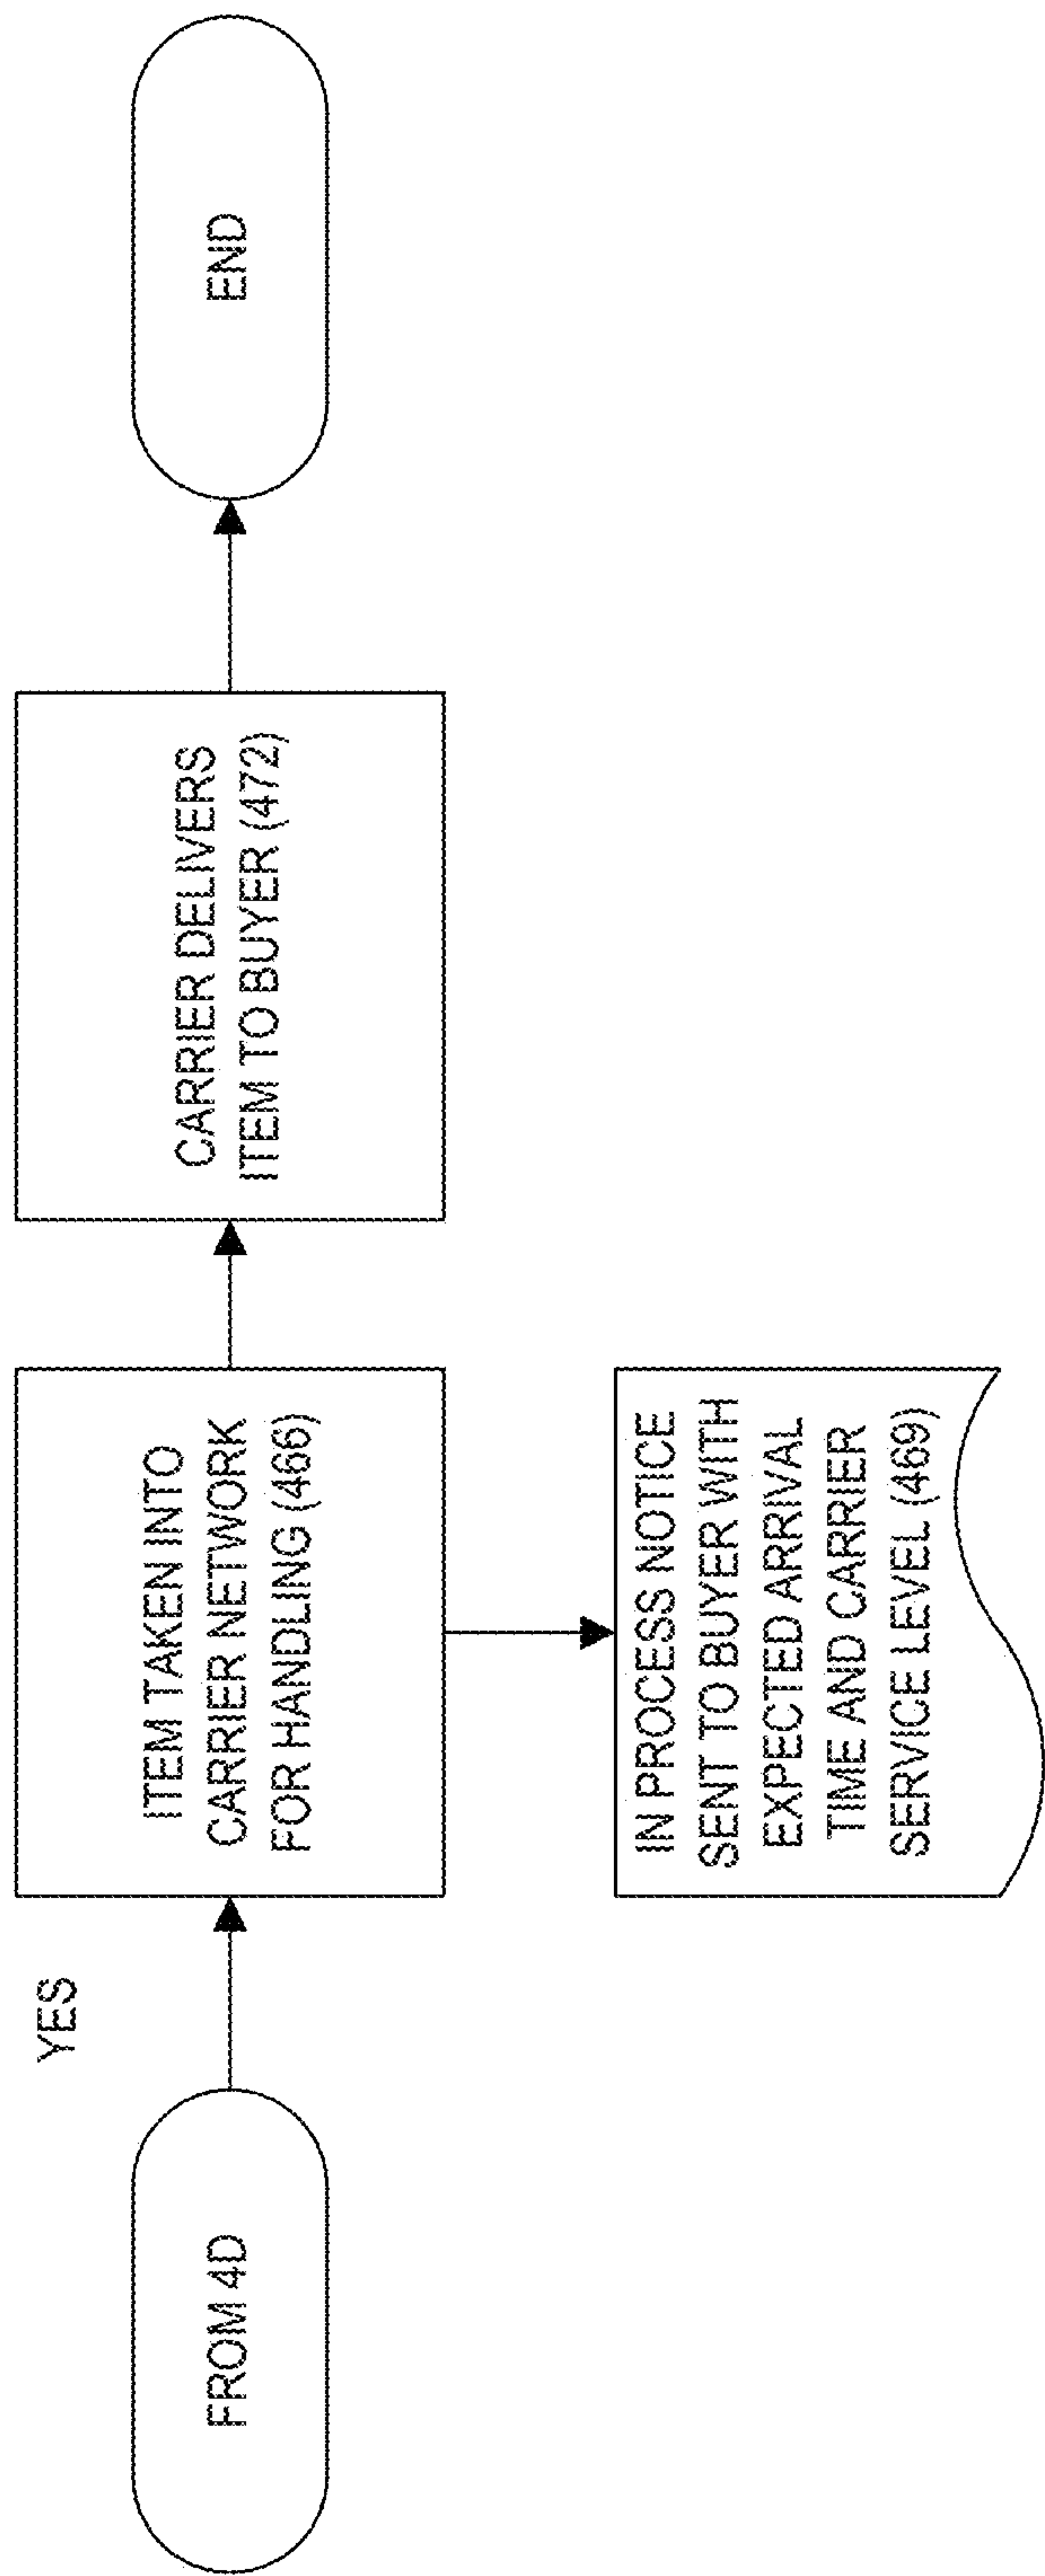 FROM 4D
YES
ITEM TAKEN INTO
CARRIER NETWORK
FOR HANDLING (466)
IN PROCESS NOTICE
SENT TO BUYER WITH
EXPECTED ARRIVAL
TIME AND CARRIER
SERVICE LEVEL (469)
CARRIER DELIVERS
ITEM TO BUYER (472)
END